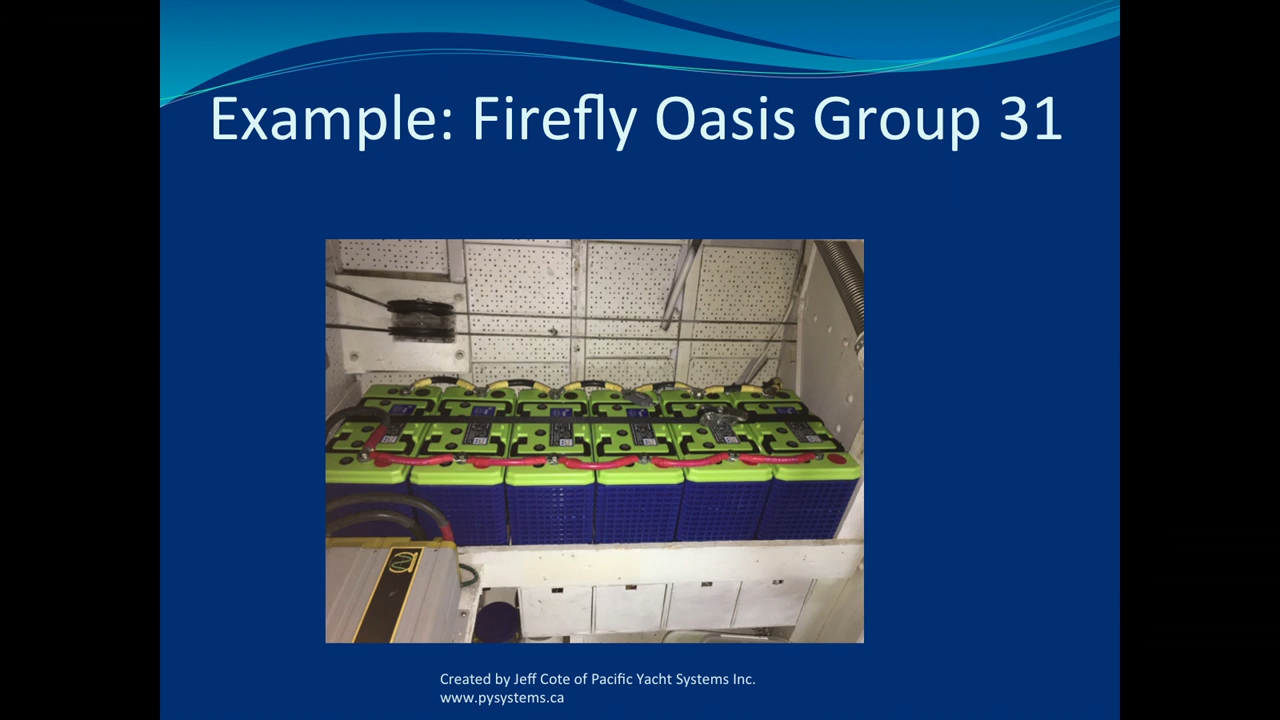 Example: Firefly Oasis Group 31
Created by Jeff Cote of Pacific Yacht Systems Inc.
www.pysystems.ca